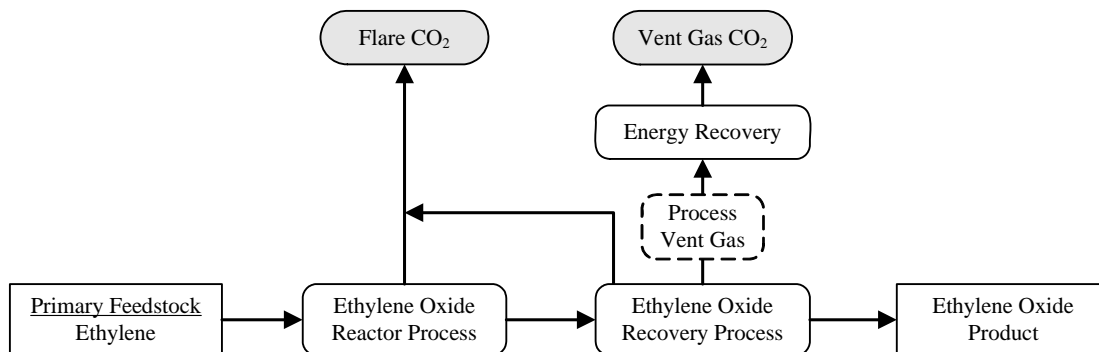 Flare CO₂
Vent Gas CO₂
Energy Recovery
Process
Vent Gas
Primary Feedstock
Ethylene
Ethylene Oxide
Reactor Process
Ethylene Oxide
Recovery Process
Ethylene Oxide
Product